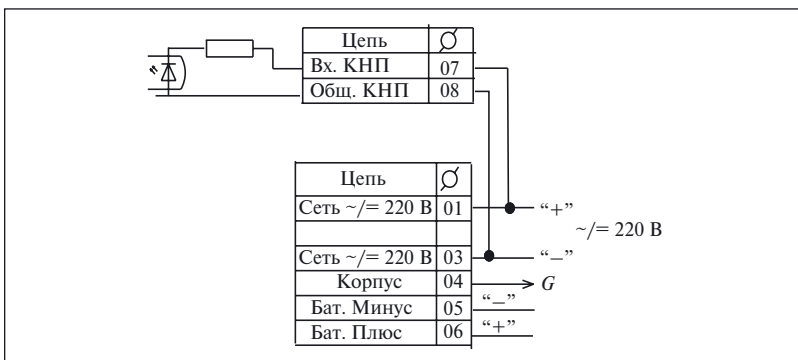 Цепь
Вх. КНП 07
Общ. КНП 08
Цепь
Сеть ~/= 220 В 01 “+”
~/= 220 В
Сеть ~/= 220 В 03 “–”
Корпус 04 G
Бат. Минус 05 “–”
Бат. Плюс 06 “+”